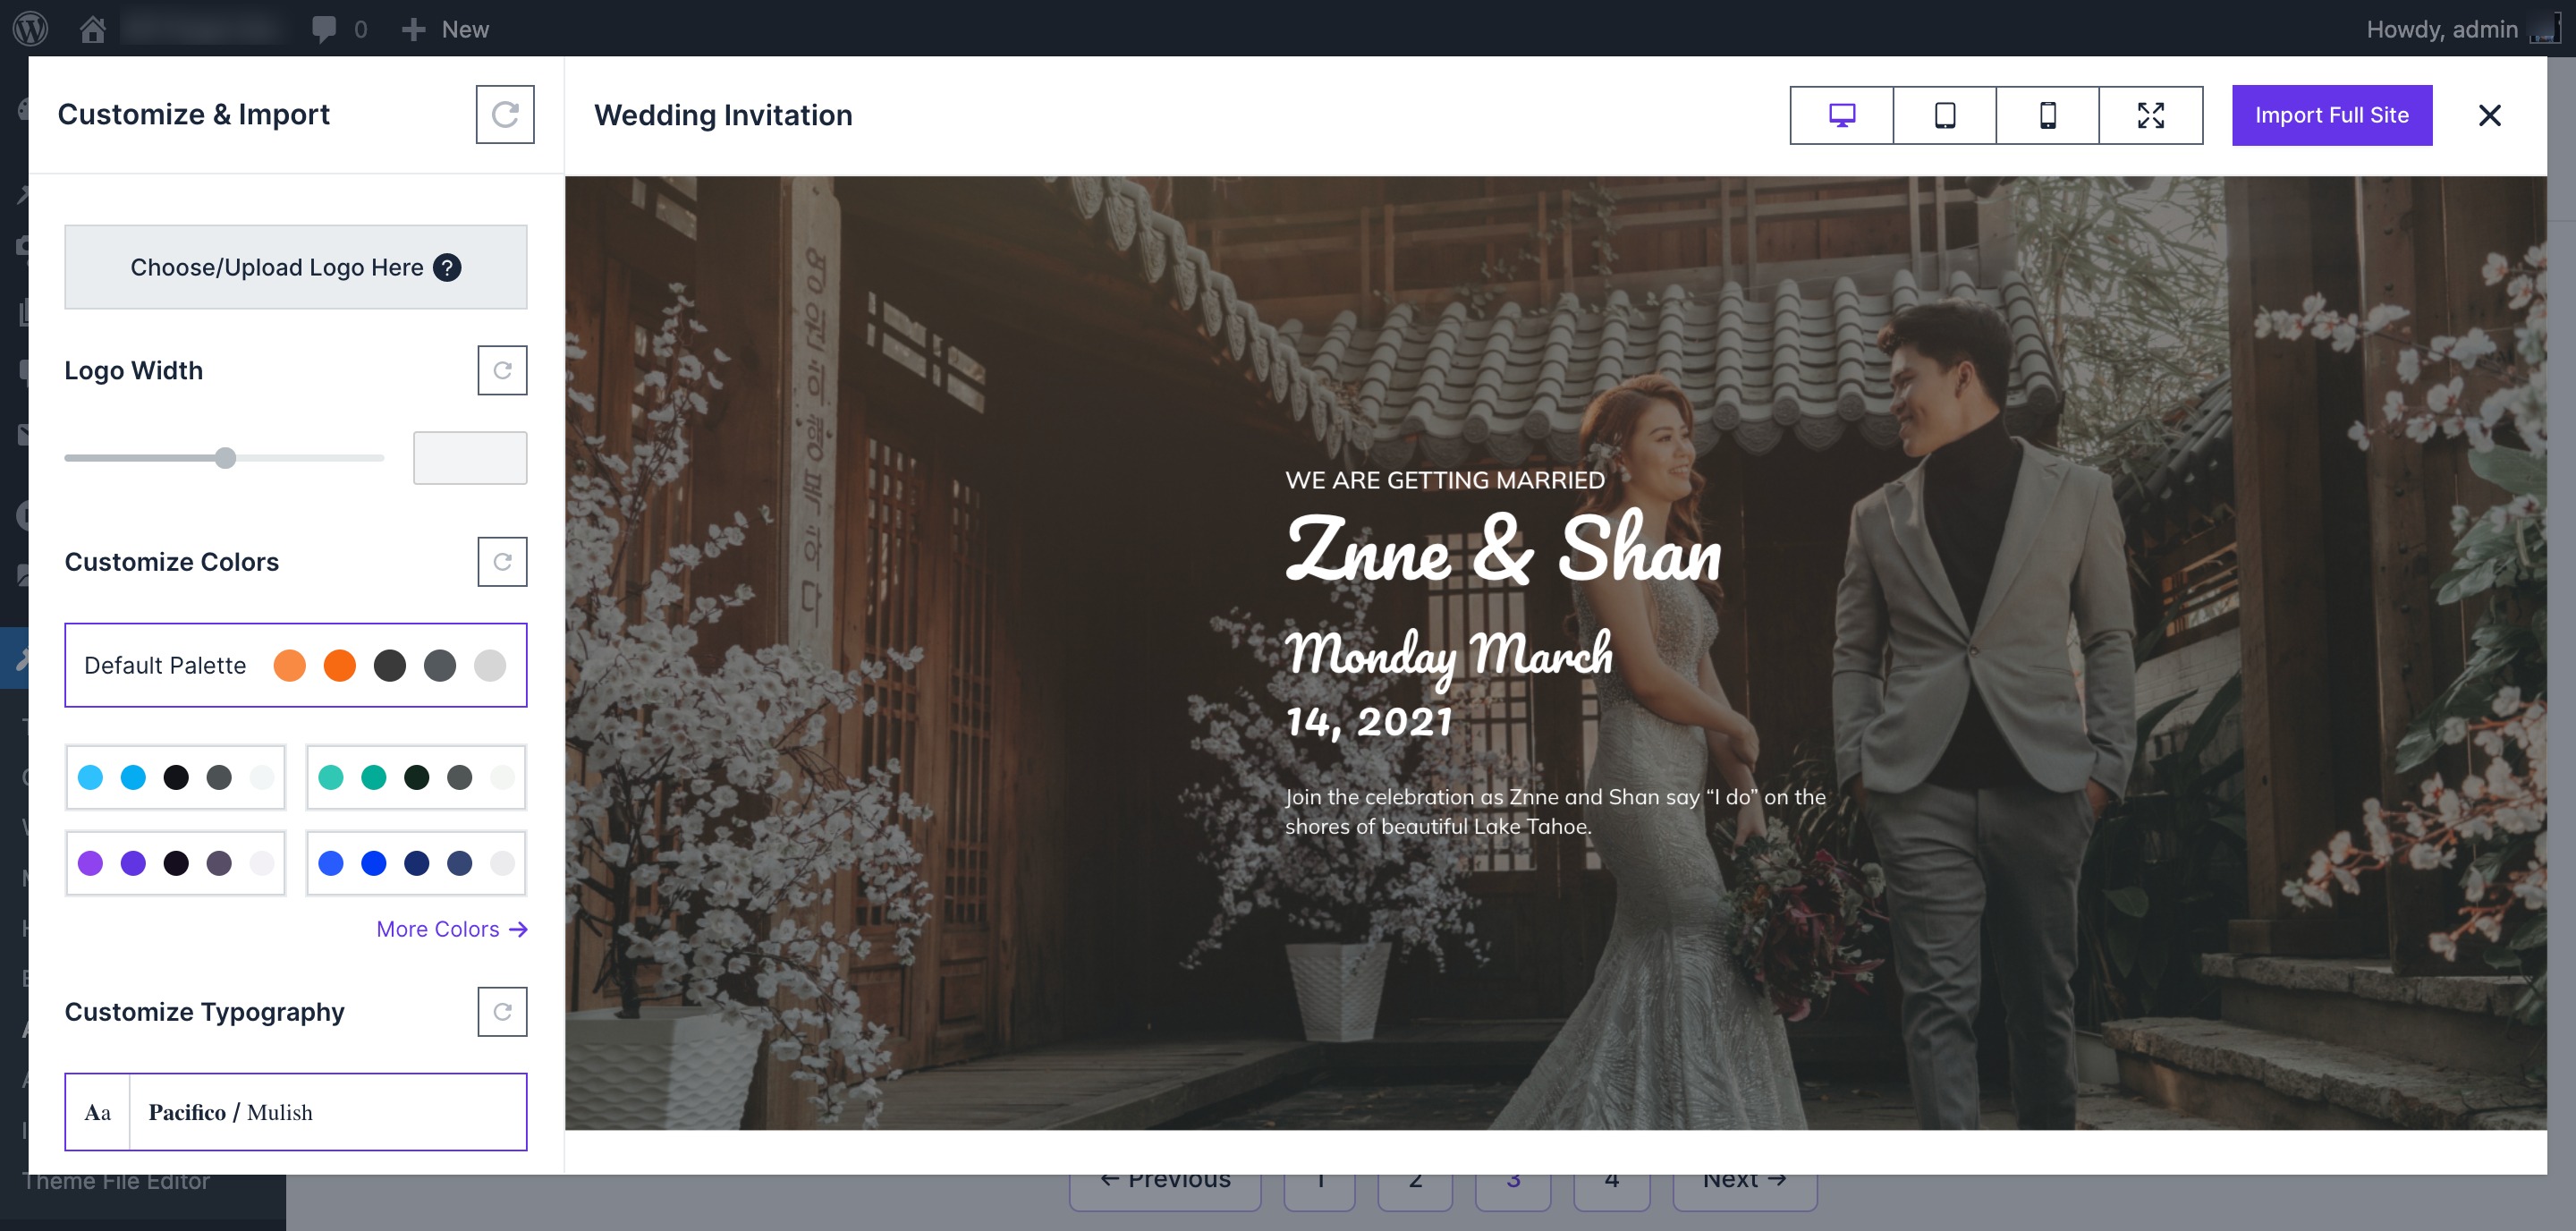 0
New
Howdy, admin
Customize & Import
Wedding Invitation
Import Full Site
Choose/Upload Logo Here ?
Logo Width
Customize Colors
Default Palette
More Colors →
Customize Typography
Aa
Pacifico / Mulish
WE ARE GETTING MARRIED
Znne & Shan
Monday March
14, 2021
Join the celebration as Znne and Shan say “I do” on the
shores of beautiful Lake Tahoe.
Theme File Editor
← Previous
1
2
3
4
Next →